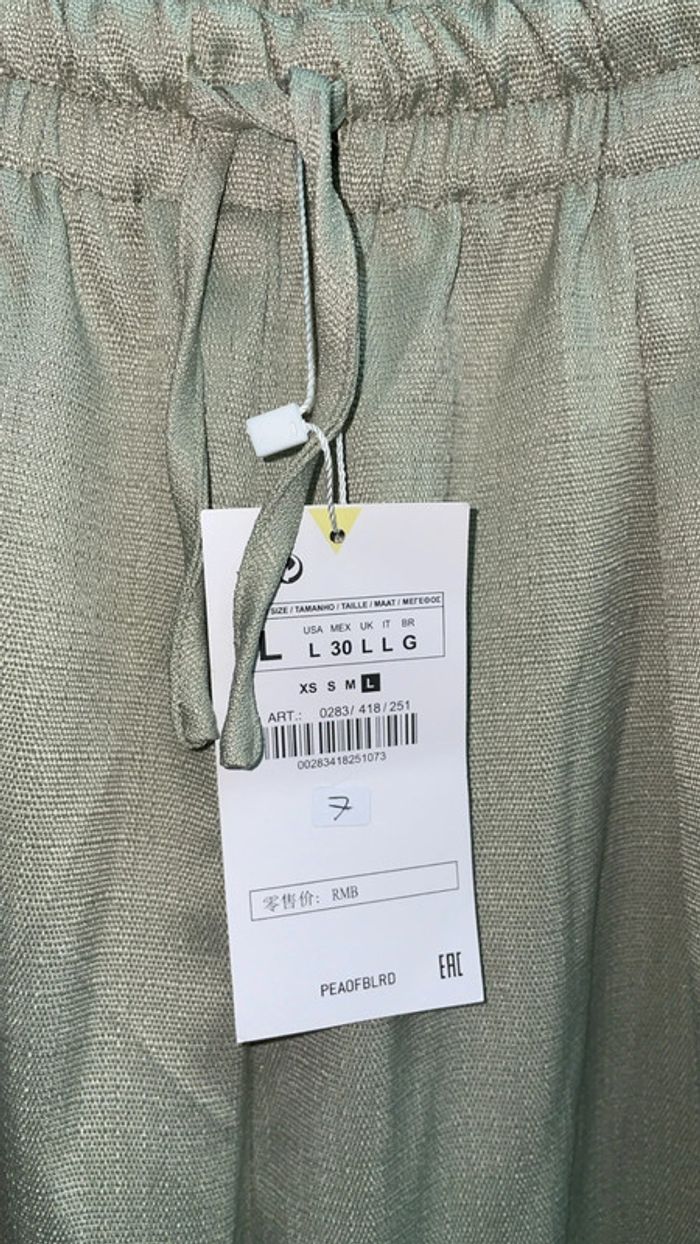 SIZE / TAMANHO / TAILLE / MAAT / ΜΕΓΕΘΟΣ
USA MEX UK IT BR
L L 30 L L G
XS S M L
ART.: 0283/ 418/ 251
00283418251073
7
零售价: RMB
PEAOFBLRD
EAC